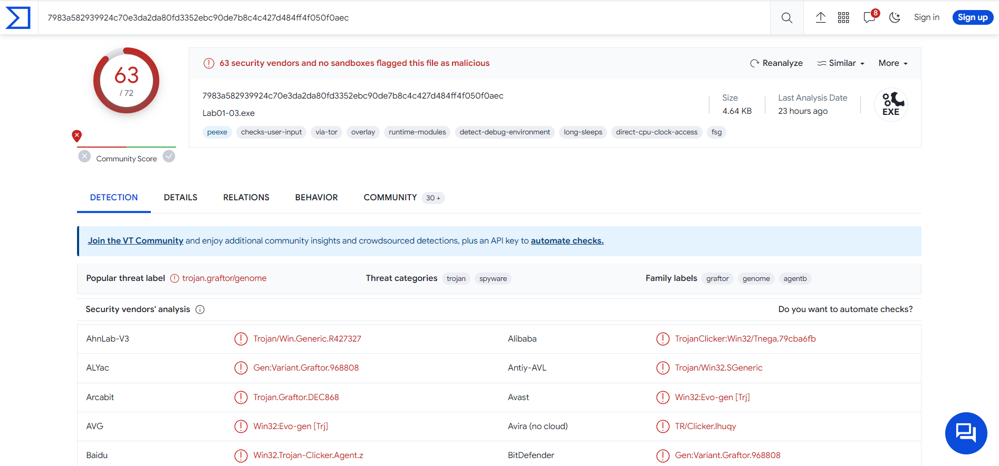 7983a582939924c70e3da2da80fd3352ebc90de7b8c4c427d484ff4f050f0aec
8
Sign in
Sign up
63
/ 72
Community Score
63 security vendors and no sandboxes flagged this file as malicious
Reanalyze
Similar
More
7983a582939924c70e3da2da80fd3352ebc90de7b8c4c427d484ff4f050f0aec
Lab01-03.exe
Size
4.64 KB
Last Analysis Date
23 hours ago
EXE
peexe
checks-user-input
via-tor
overlay
runtime-modules
detect-debug-environment
long-sleeps
direct-cpu-clock-access
fsg
DETECTION
DETAILS
RELATIONS
BEHAVIOR
COMMUNITY
30 +
Join the VT Community and enjoy additional community insights and crowdsourced detections, plus an API key to automate checks.
Popular threat label
trojan.graftor/genome
Threat categories
trojan
spyware
Family labels
graftor
genome
agentb
Security vendors' analysis
Do you want to automate checks?
AhnLab-V3
Trojan/Win.Generic.R427327
Alibaba
TrojanClicker:Win32/Tnega.79cba6fb
ALYac
Gen:Variant.Graftor.968808
Antiy-AVL
Trojan/Win32.SGeneric
Arcabit
Trojan.Graftor.DEC868
Avast
Win32:Evo-gen [Trj]
AVG
Win32:Evo-gen [Trj]
Avira (no cloud)
TR/Clicker.lhuqy
Baidu
Win32.Trojan-Clicker.Agent.z
BitDefender
Gen:Variant.Graftor.968808